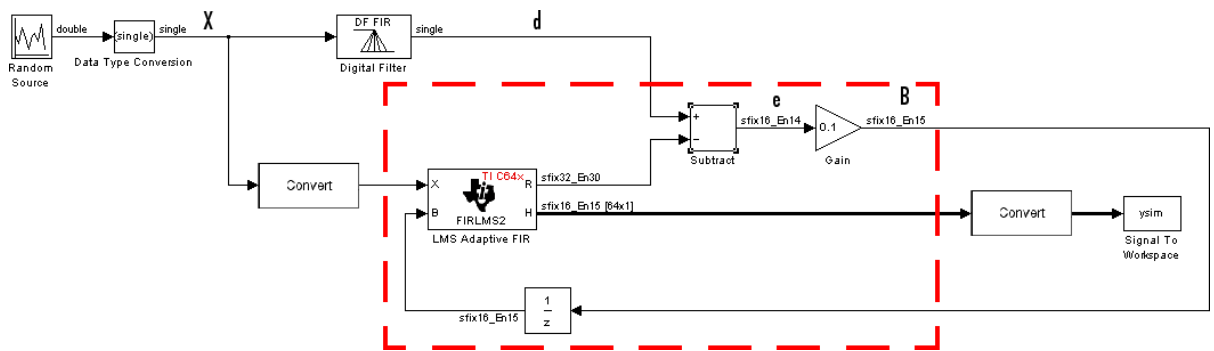 X
d
double
(single)
single
DF FIR
single
Random
Source
Data Type Conversion
Digital Filter
e
B
+
−
sfix16_En14
0.1
sfix16_En15
Subtract
Gain
Convert
X
TI C64x
R
sfix32_En30
B
FIRLMS2
H
sfix16_En15 [64x1]
LMS Adaptive FIR
Convert
ysim
Signal To
Workspace
1
z
sfix16_En15